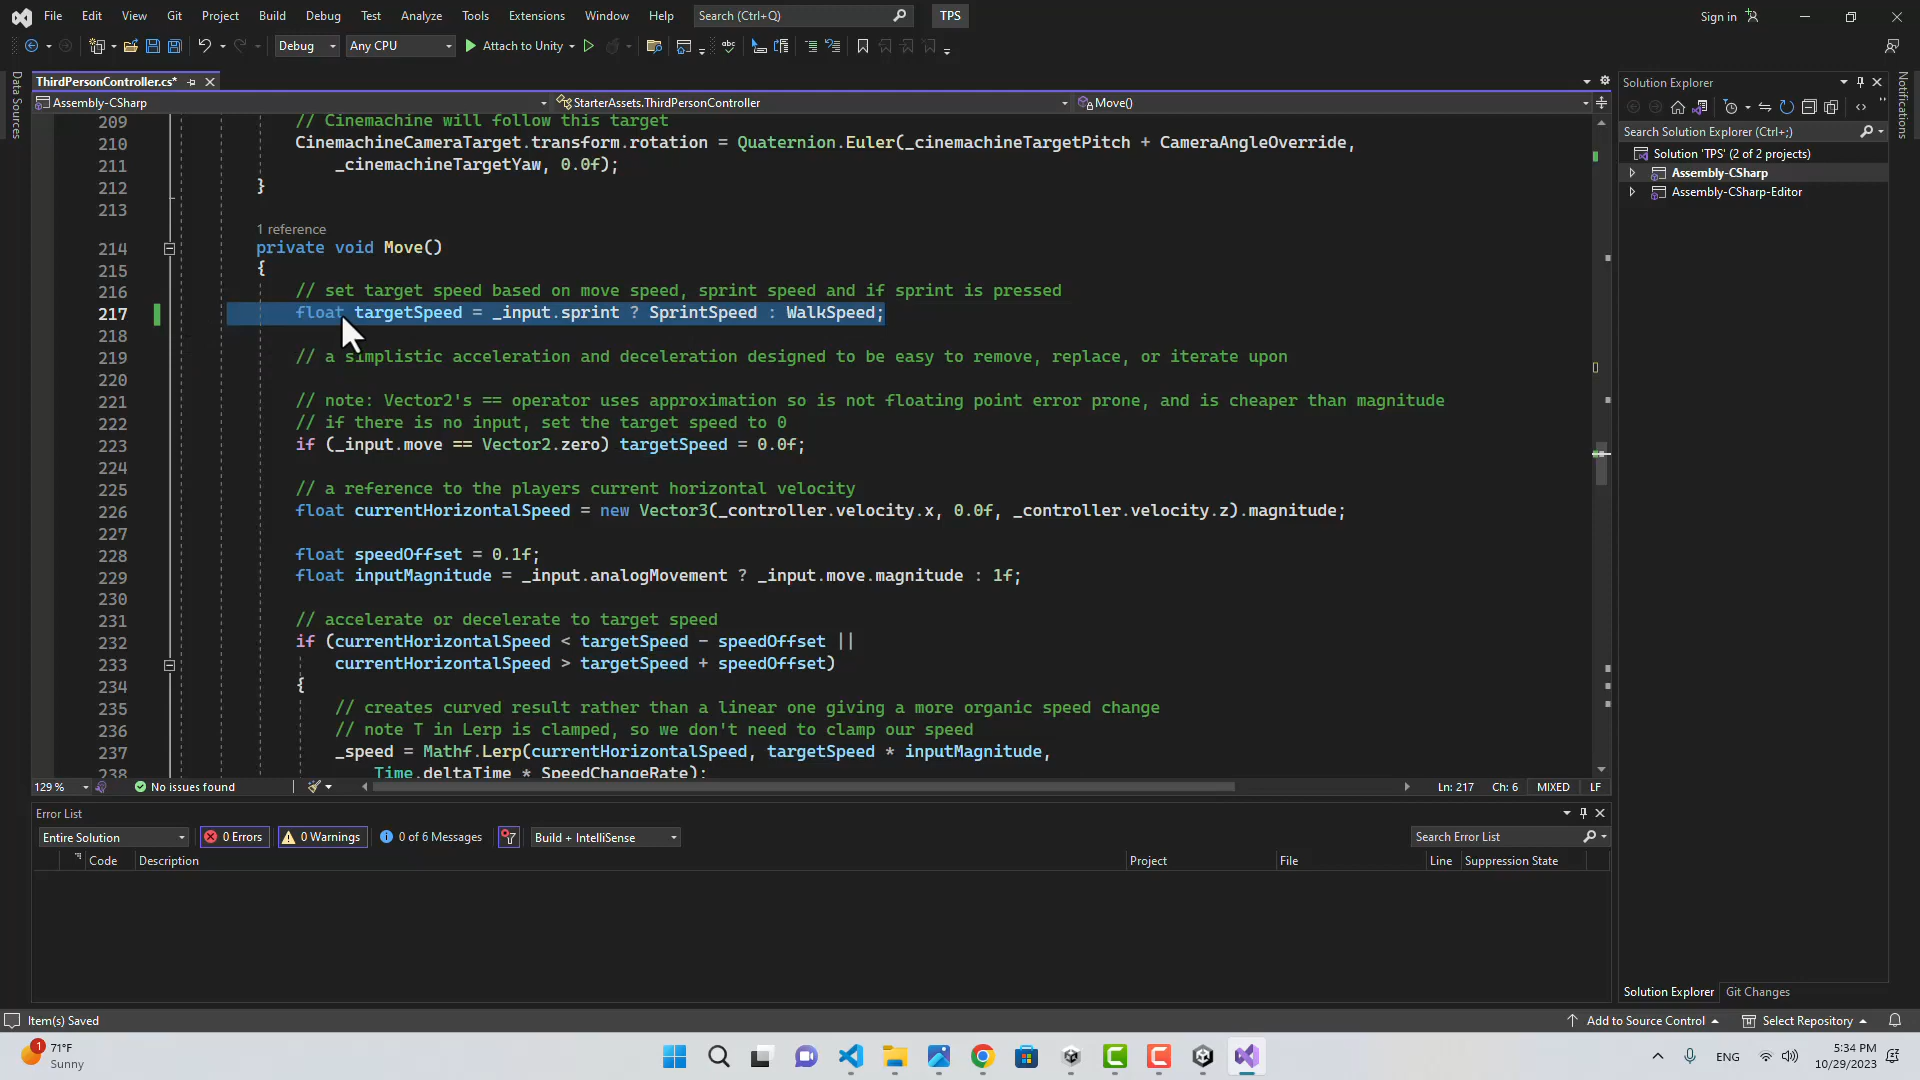 File Edit View Git Project Build Debug Test Analyze Tools Extensions Window Help Search (Ctrl+Q) TPS Sign in
Debug Any CPU Attach to Unity
Data Sources
ThirdPersonController.cs*
Assembly-CSharp StarterAssets.ThirdPersonController Move()
209 // Cinemachine will follow this target
210 CinemachineCameraTarget.transform.rotation = Quaternion.Euler(_cinemachineTargetPitch + CameraAngleOverride,
211 _cinemachineTargetYaw, 0.0f);
212 }
213
1 reference
214 private void Move()
215 {
216 // set target speed based on move speed, sprint speed and if sprint is pressed
217 float targetSpeed = _input.sprint ? SprintSpeed : WalkSpeed;
218
219 // a simplistic acceleration and deceleration designed to be easy to remove, replace, or iterate upon
220
221 // note: Vector2's == operator uses approximation so is not floating point error prone, and is cheaper than magnitude
222 // if there is no input, set the target speed to 0
223 if (_input.move == Vector2.zero) targetSpeed = 0.0f;
224
225 // a reference to the players current horizontal velocity
226 float currentHorizontalSpeed = new Vector3(_controller.velocity.x, 0.0f, _controller.velocity.z).magnitude;
227
228 float speedOffset = 0.1f;
229 float inputMagnitude = _input.analogMovement ? _input.move.magnitude : 1f;
230
231 // accelerate or decelerate to target speed
232 if (currentHorizontalSpeed < targetSpeed - speedOffset ||
233 currentHorizontalSpeed > targetSpeed + speedOffset)
234 {
235 // creates curved result rather than a linear one giving a more organic speed change
236 // note T in Lerp is clamped, so we don't need to clamp our speed
237 _speed = Mathf.Lerp(currentHorizontalSpeed, targetSpeed * inputMagnitude,
238 Time.deltaTime * SpeedChangeRate);
129 % No issues found Ln: 217 Ch: 6 MIXED LF
Error List
Entire Solution 0 Errors 0 Warnings 0 of 6 Messages Build + IntelliSense Search Error List
Code Description Project File Line Suppression State
Solution Explorer
Search Solution Explorer (Ctrl+;)
Solution 'TPS' (2 of 2 projects)
Assembly-CSharp
Assembly-CSharp-Editor
Solution Explorer Git Changes
Notifications
Item(s) Saved Add to Source Control Select Repository
1 71°F
Sunny
ENG
5:34 PM
10/29/2023